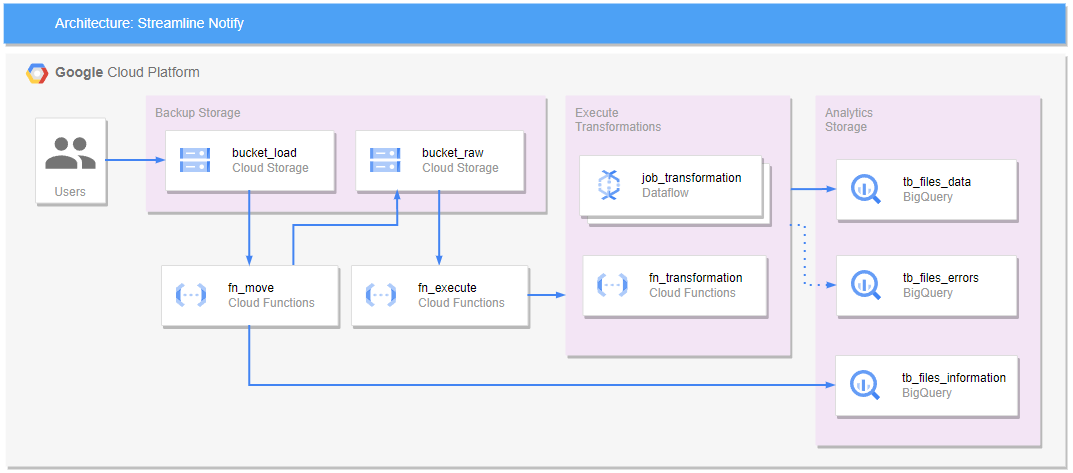 Architecture: Streamline Notify
Google Cloud Platform
Users
Backup Storage
bucket_load
Cloud Storage
bucket_raw
Cloud Storage
fn_move
Cloud Functions
fn_execute
Cloud Functions
Execute
Transformations
job_transformation
Dataflow
fn_transformation
Cloud Functions
Analytics
Storage
tb_files_data
BigQuery
tb_files_errors
BigQuery
tb_files_information
BigQuery